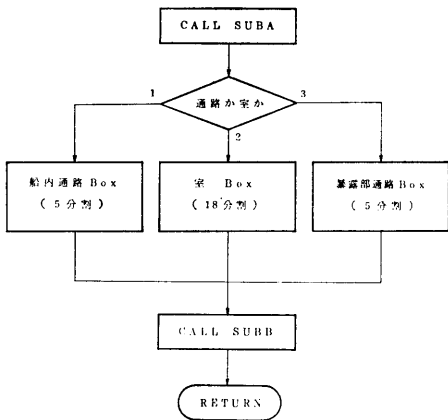 CALL SUBA
1
3
通路か室か
2
船内通路 Box
(5分割)
室 Box
(18分割)
暴露部通路 Box
(5分割)
CALL SUBB
RETURN